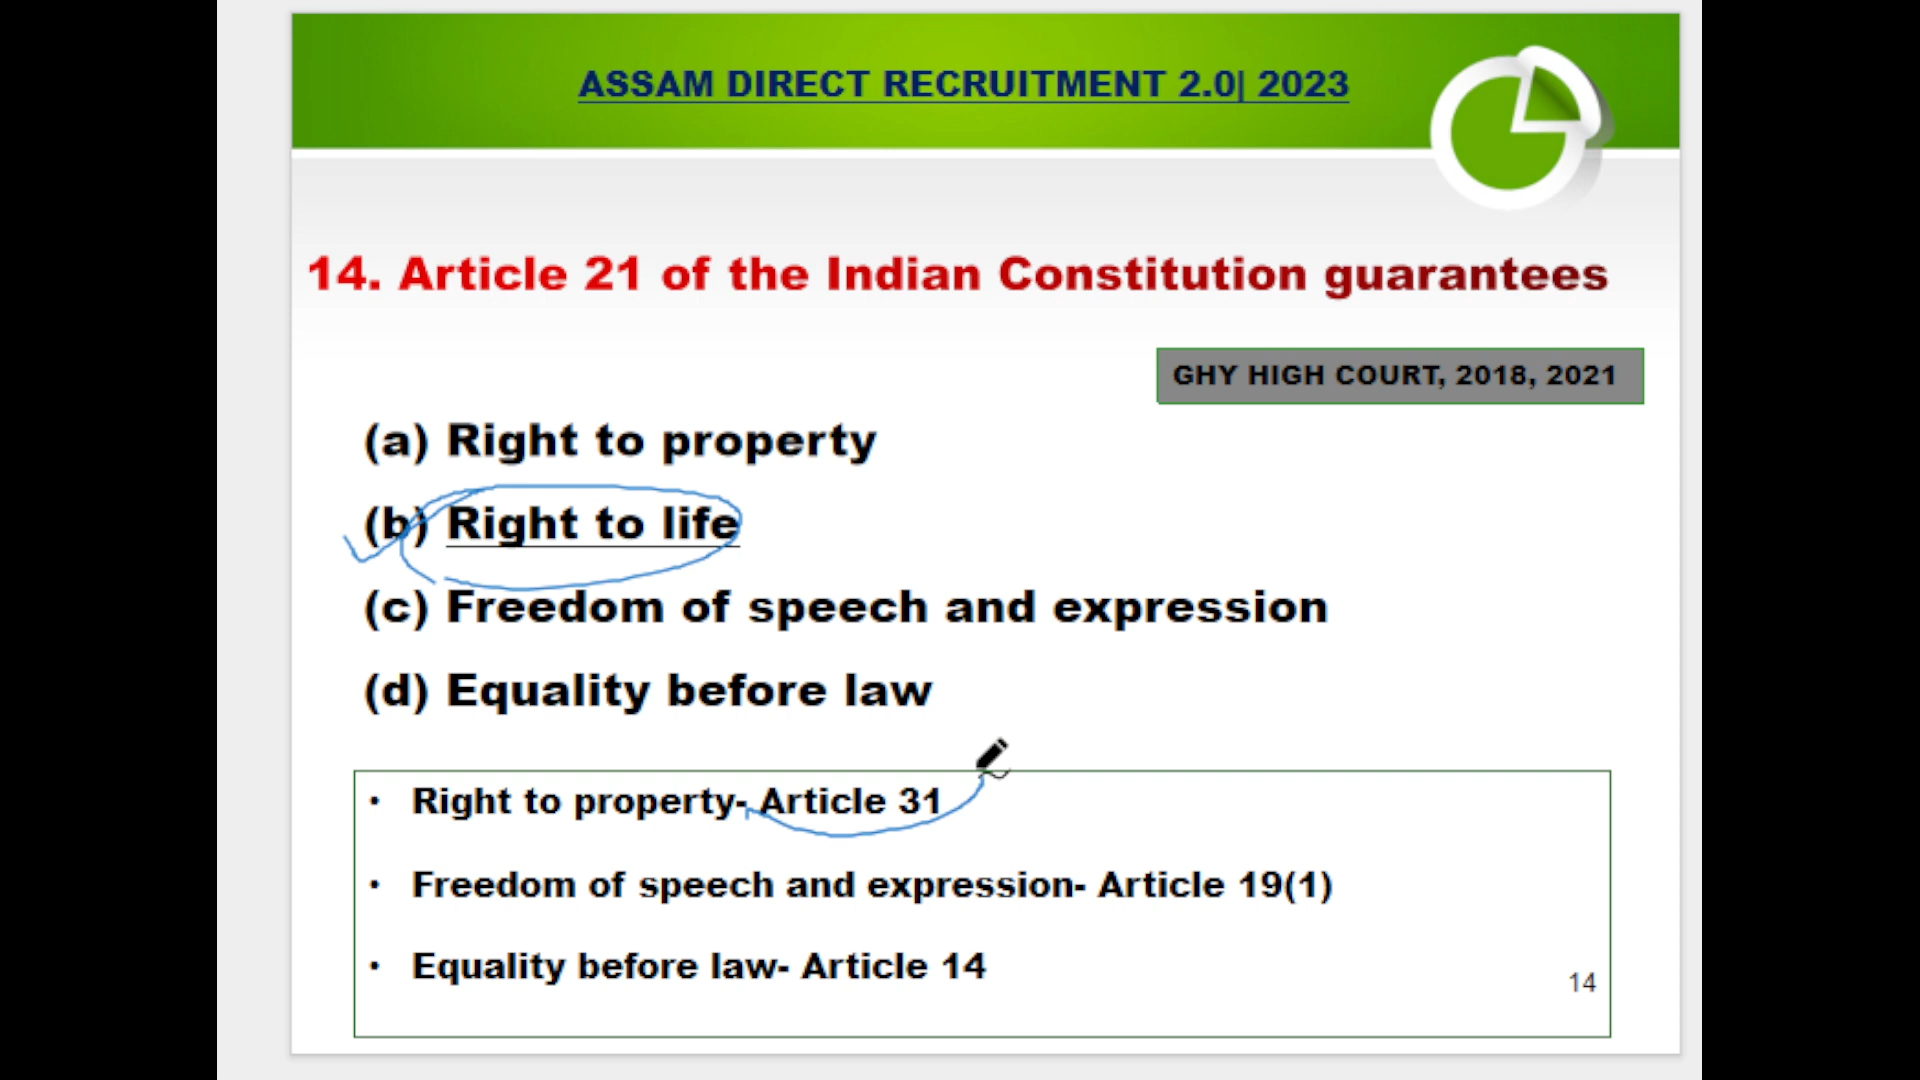 ASSAM DIRECT RECRUITMENT 2.0| 2023
14. Article 21 of the Indian Constitution guarantees
GHY HIGH COURT, 2018, 2021
(a) Right to property
(b) Right to life
(c) Freedom of speech and expression
(d) Equality before law
• Right to property- Article 31
• Freedom of speech and expression- Article 19(1)
• Equality before law- Article 14
14